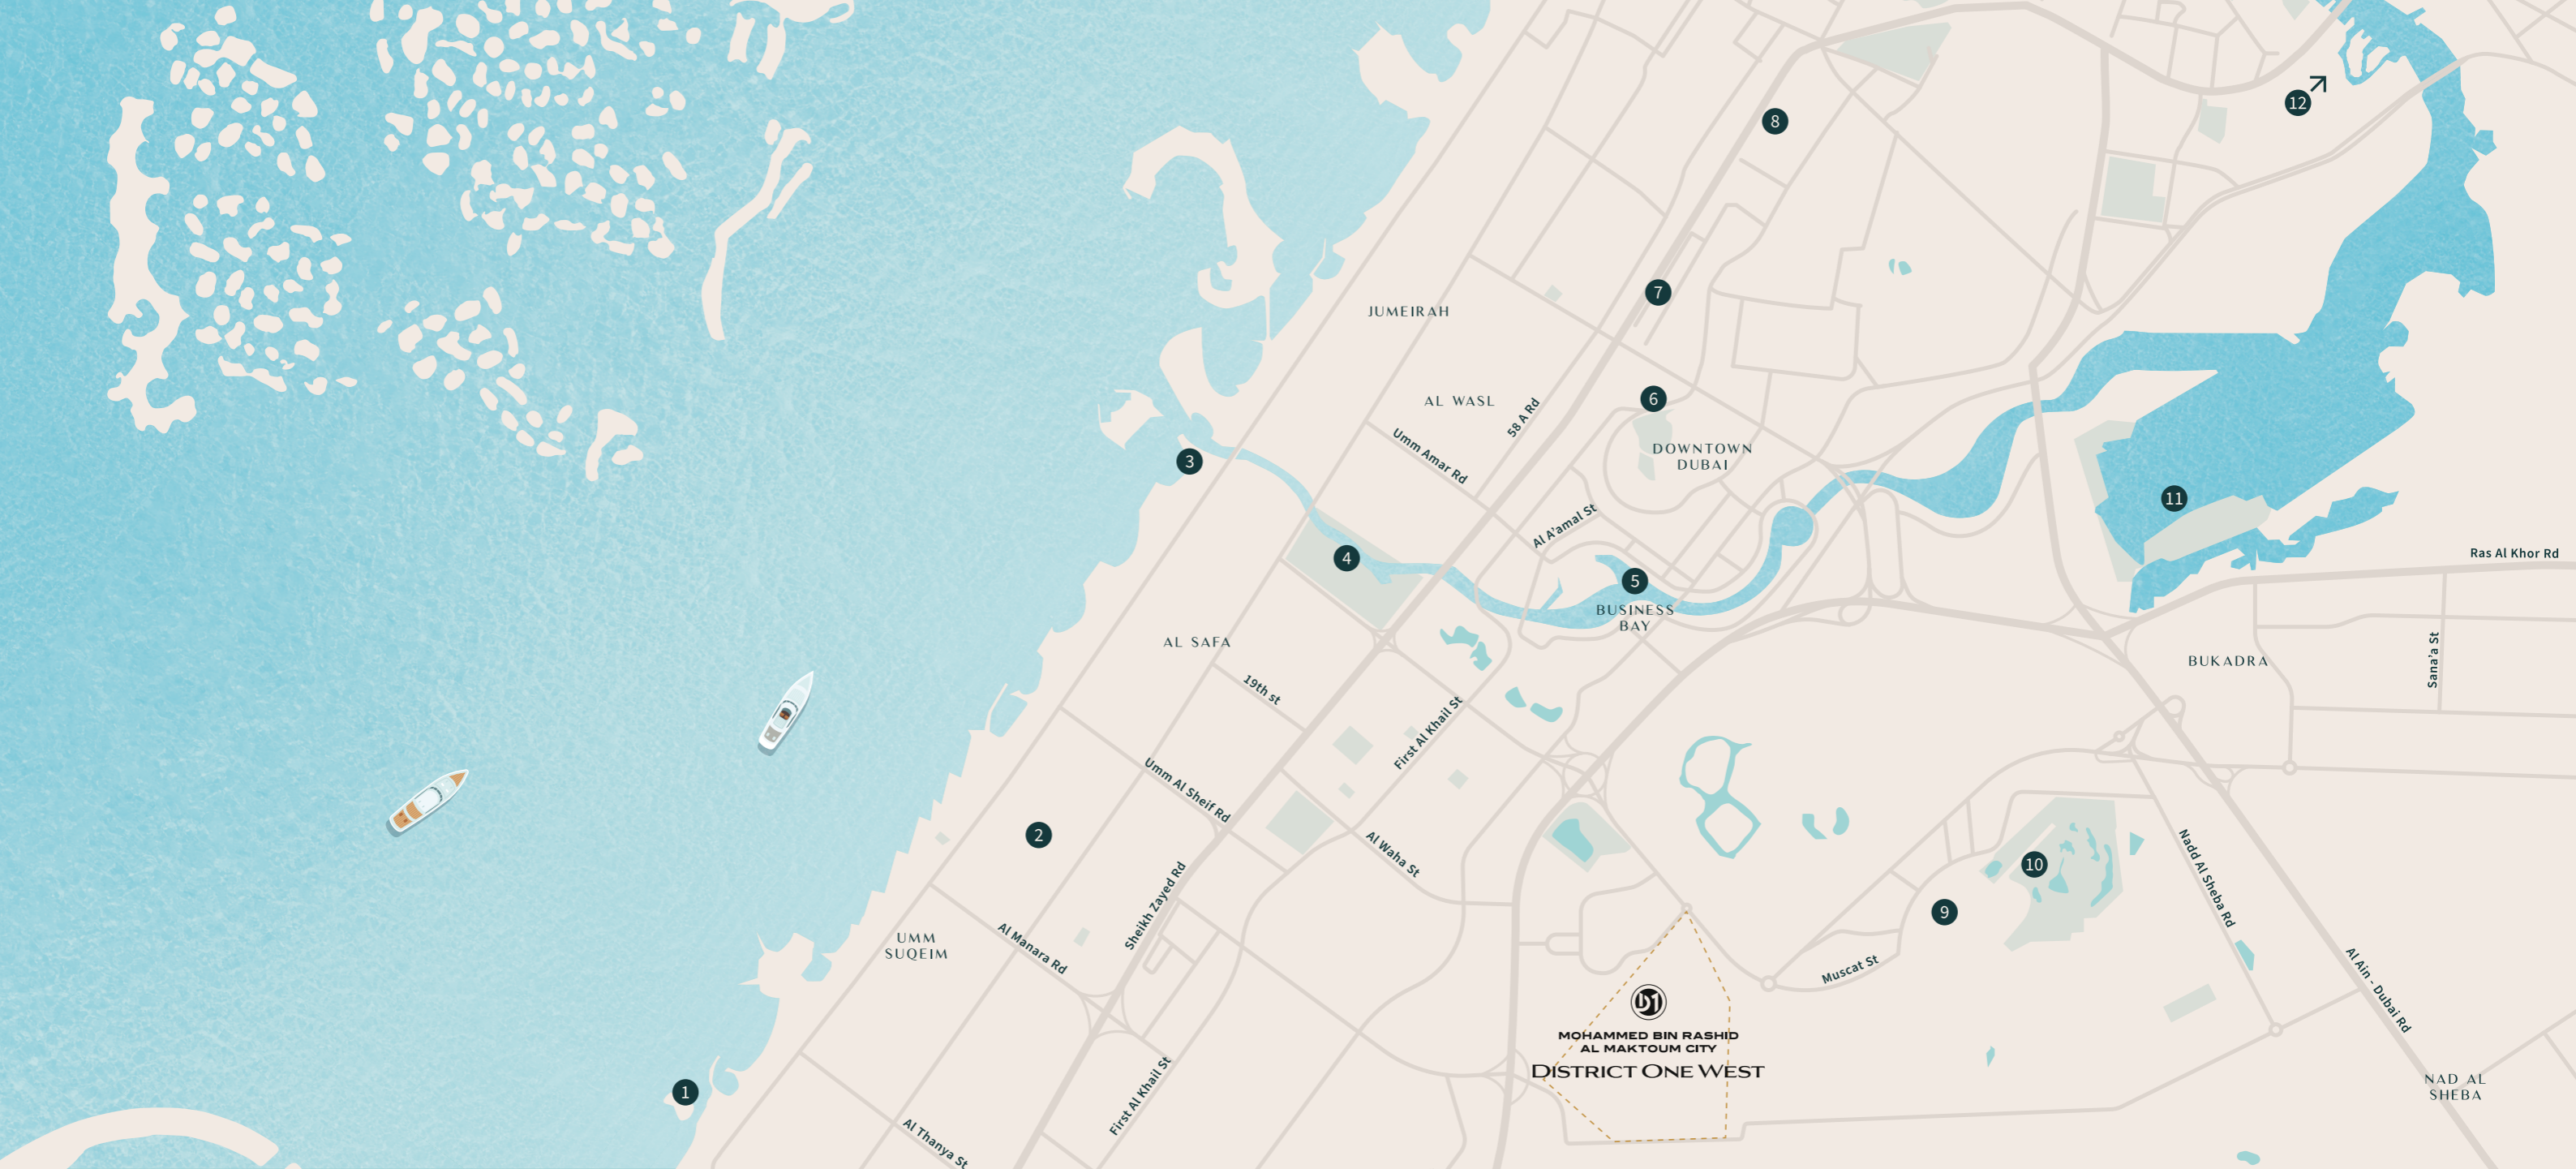 12
8
7
JUMEIRAH
6
AL WASL
58 A Rd
Umm Amar Rd
DOWNTOWN
DUBAI
3
11
Al A'amal St
4
Ras Al Khor Rd
5
BUSINESS
BAY
AL SAFA
Sana'a St
BUKADRA
19th st
First Al Khail St
Umm Al Sheif Rd
2
Al Waha St
10
Nadd Al Sheba Rd
Sheikh Zayed Rd
9
UMM
SUQEIM
Al Manara Rd
Muscat St
Al Ain - Dubai Rd
D1
MOHAMMED BIN RASHID
AL MAKTOUM CITY
DISTRICT ONE WEST
1
First Al Khail St
NAD AL
SHEBA
Al Thanya St